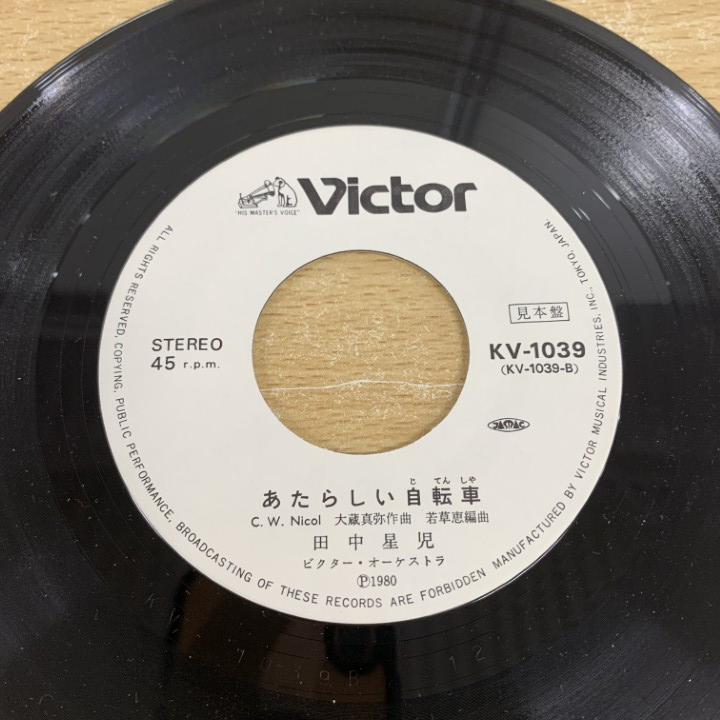 Victor
"HIS MASTER'S VOICE"
見本盤
STEREO
45 r.p.m.
KV-1039
(KV-1039-B)
JASRAC
じ てん しゃ
あたらしい自転車
C. W. Nicol 大蔵真弥作曲 若草恵編曲
田中星児
ビクター・オーケストラ
Ⓟ1980
ALL RIGHTS RESERVED. COPYING, PUBLIC PERFORMANCE, BROADCASTING OF THESE RECORDS ARE FORBIDDEN MANUFACTURED BY VICTOR MUSICAL INDUSTRIES, INC., TOKYO, JAPAN.